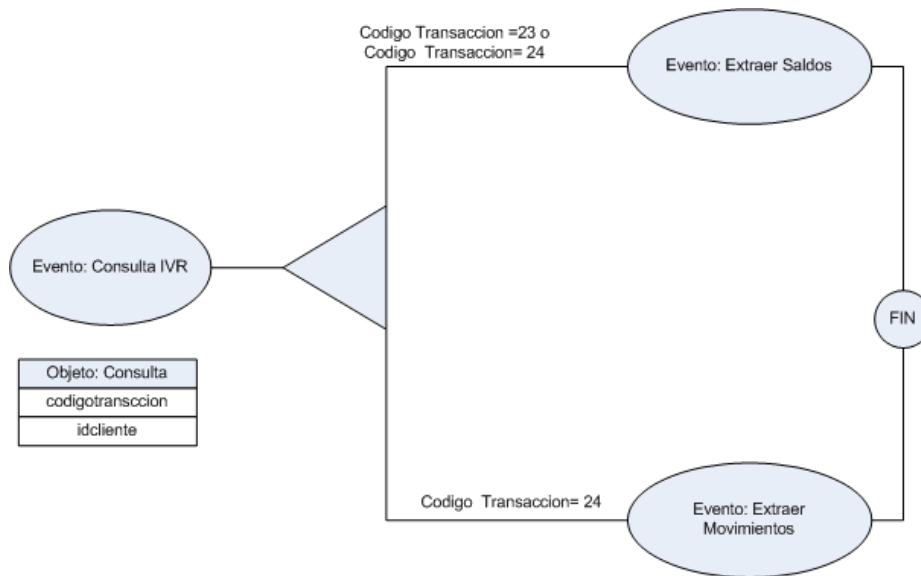 Codigo Transaccion =23 o
Codigo Transaccion= 24
Evento: Extraer Saldos
Evento: Consulta IVR
FIN
Objeto: Consulta
codigotransccion
idcliente
Codigo Transaccion= 24
Evento: Extraer
Movimientos